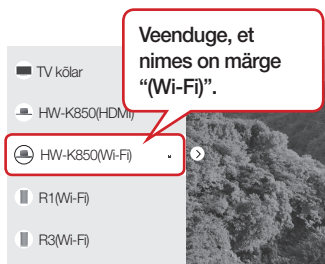 Veenduge, et
nimes on märge
“(Wi-Fi)”.
TV kõlar
HW-K850(HDMI)
HW-K850(Wi-Fi)
R1(Wi-Fi)
R3(Wi-Fi)